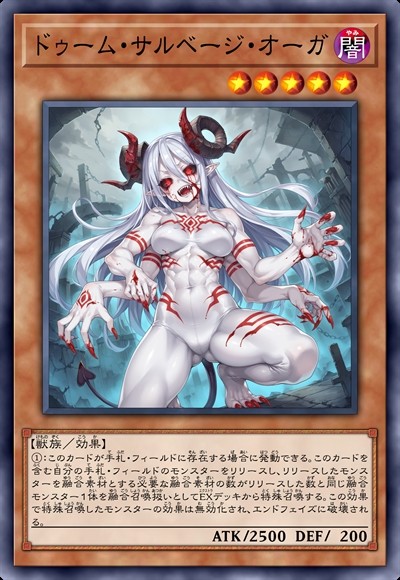 ドゥーム・サルベージ・オーガ
闇
【獣族／効果】
①：このカードが手札・フィールドに存在する場合に発動できる。このカードを
含む自分の手札・フィールドのモンスターをリリースし、リリースしたモンス
ターを融合素材とする必要な融合素材の数がリリースした数と同じ融合
モンスター1体を融合召喚扱いとしてEXデッキから特殊召喚する。この効果
で特殊召喚したモンスターの効果は無効化され、エンドフェイズに破壊され
る。
ATK/2500 DEF/ 200